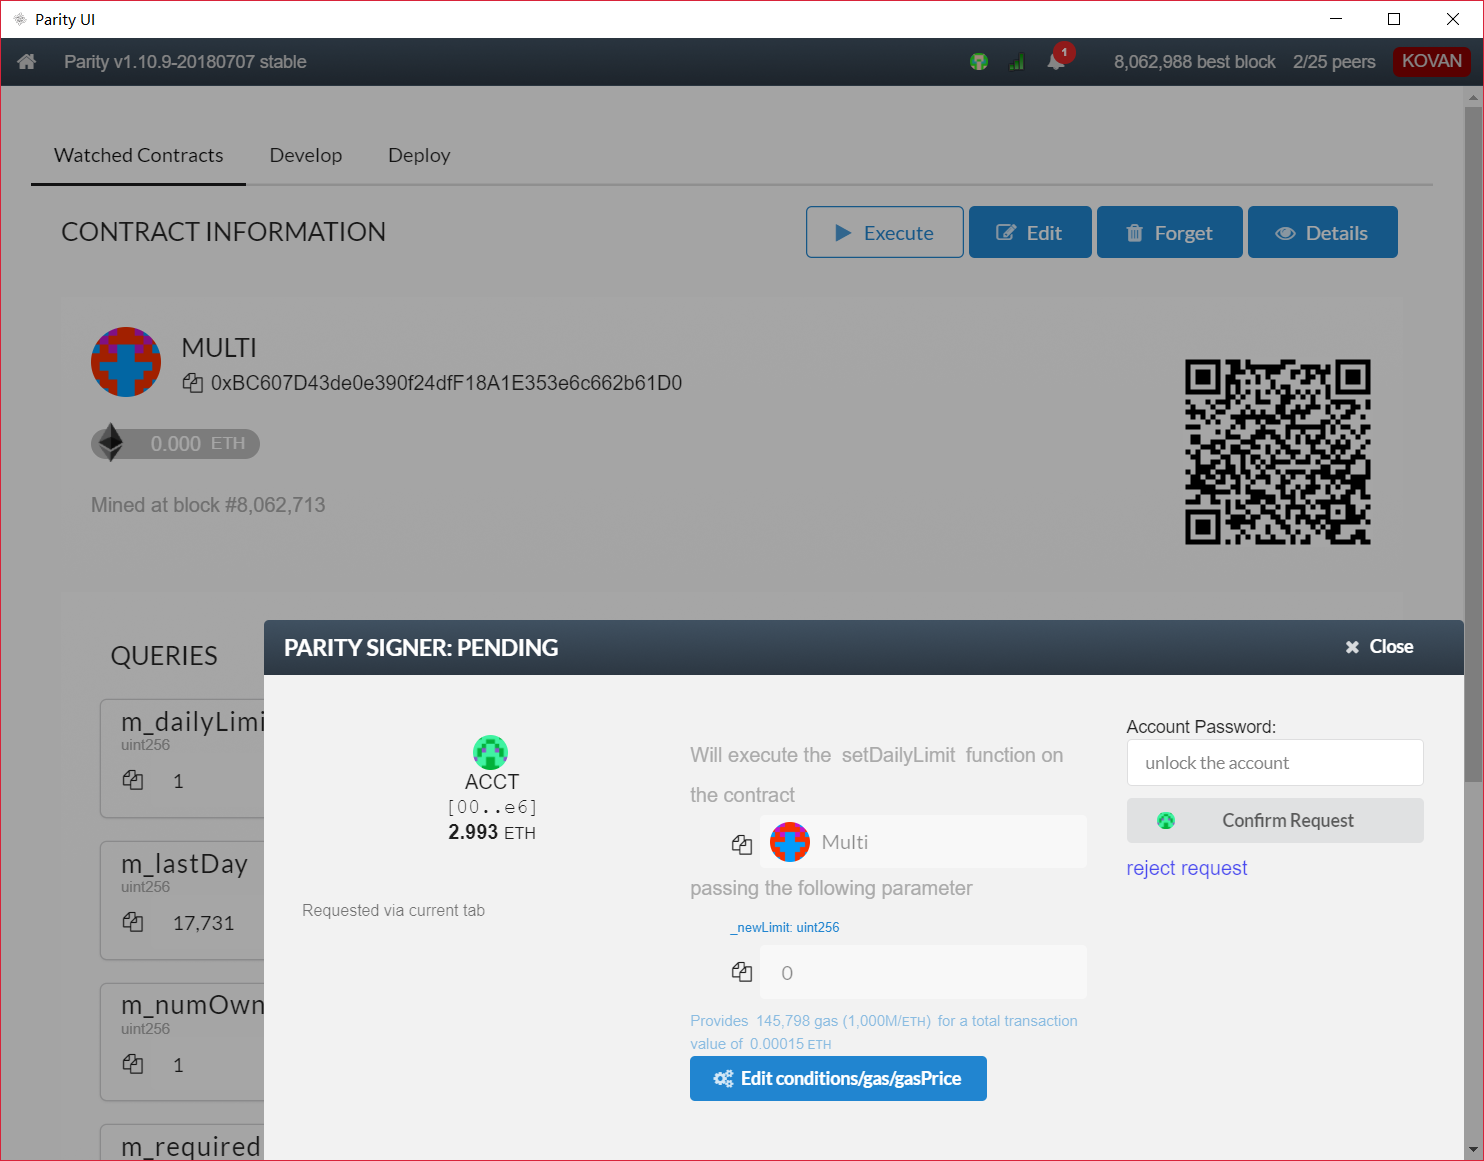 Parity UI
Parity v1.10.9-20180707 stable
1
8,062,988 best block
2/25 peers
KOVAN
Watched Contracts
Develop
Deploy
CONTRACT INFORMATION
Execute
Edit
Forget
Details
MULTI
0xBC607D43de0e390f24dfF18A1E353e6c662b61D0
0.000 ETH
Mined at block #8,062,713
QUERIES
m_dailyLimi
uint256
1
m_lastDay
uint256
17,731
m_numOwn
uint256
1
m_required
PARITY SIGNER: PENDING
Close
ACCT
[00..e6]
2.993 ETH
Requested via current tab
Will execute the setDailyLimit function on
the contract
Multi
passing the following parameter
_newLimit: uint256
0
Provides 145,798 gas (1,000M/ETH) for a total transaction
value of 0.00015 ETH
Edit conditions/gas/gasPrice
Account Password:
unlock the account
Confirm Request
reject request